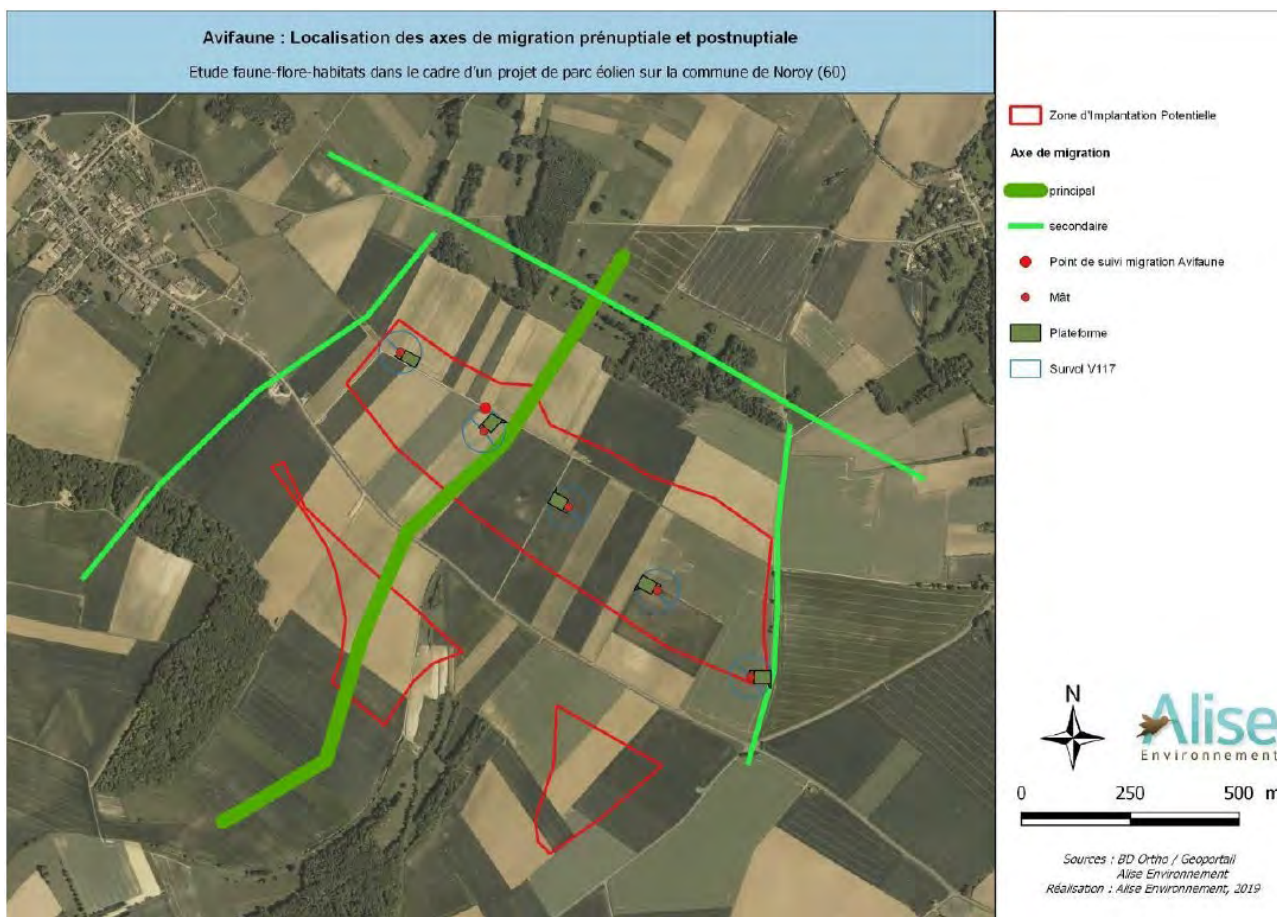 Avifaune : Localisation des axes de migration prénuptiale et postnuptiale
Etude faune-flore-habitats dans le cadre d'un projet de parc éolien sur la commune de Noroy (60)
Zone d'Implantation Potentielle
Axe de migration
principal
secondaire
Point de suivi migration Avifaune
Mât
Plateforme
Survol V117
N
Alise
Environnement
0 250 500 m
Sources : BD Ortho / Geoportail
Alise Environnement
Réalisation : Alise Environnement, 2019